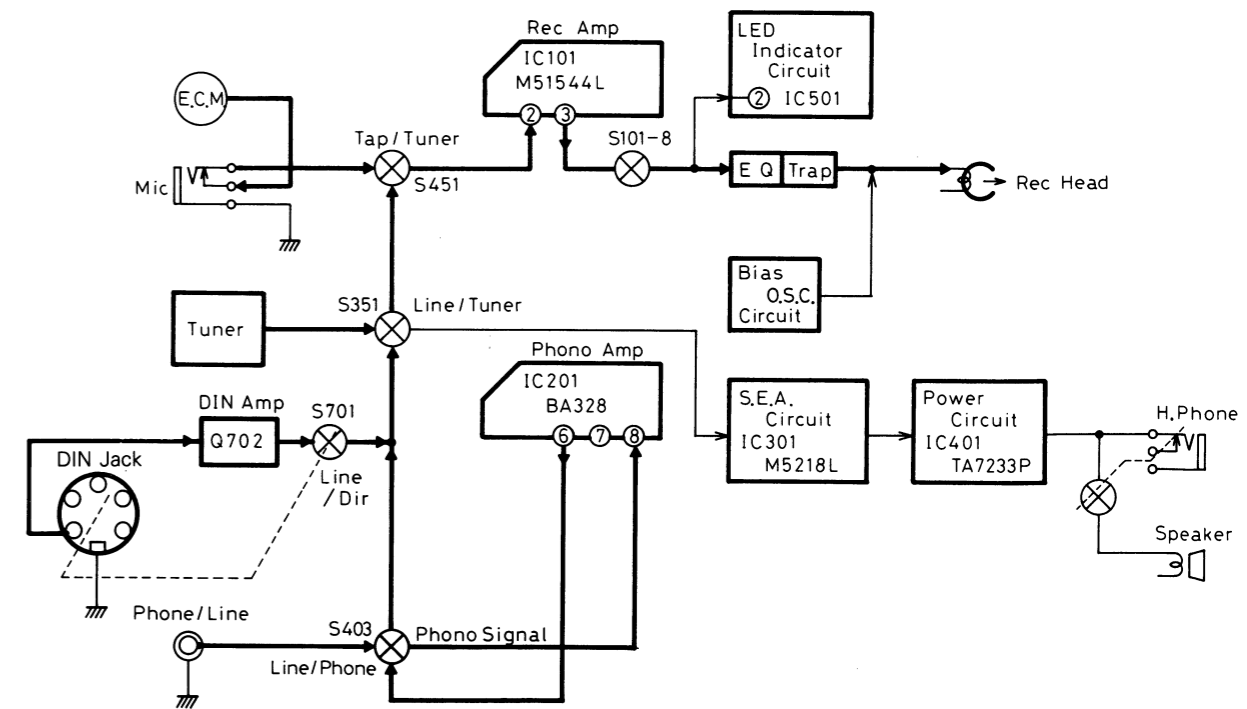 Rec Amp
IC101
M51544L
2 3
LED
Indicator
Circuit
2 IC501
E.C.M
Mic
Tap/Tuner
S451
S101-8
E Q Trap
Rec Head
Bias
O.S.C.
Circuit
S351 Line/Tuner
Tuner
Phono Amp
IC201
BA328
6 7 8
DIN Amp
Q702
S701
Line
/Dir
DIN Jack
S.E.A.
Circuit
IC301
M5218L
Power
Circuit
IC401
TA7233P
H.Phone
Speaker
Phone/Line
S403
Line/Phone
Phono Signal